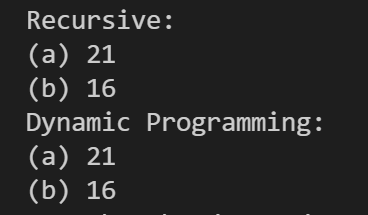 Recursive:
(a) 21
(b) 16
Dynamic Programming:
(a) 21
(b) 16